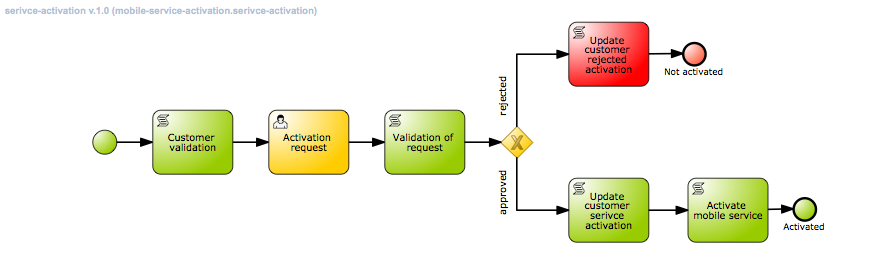 serivce-activation v.1.0 (mobile-service-activation.serivce-activation)
Customer
validation
Activation
request
Validation of
request
rejected
approved
Update
customer
rejected
activation
Not activated
Update
customer
serivce
activation
Activate
mobile service
Activated